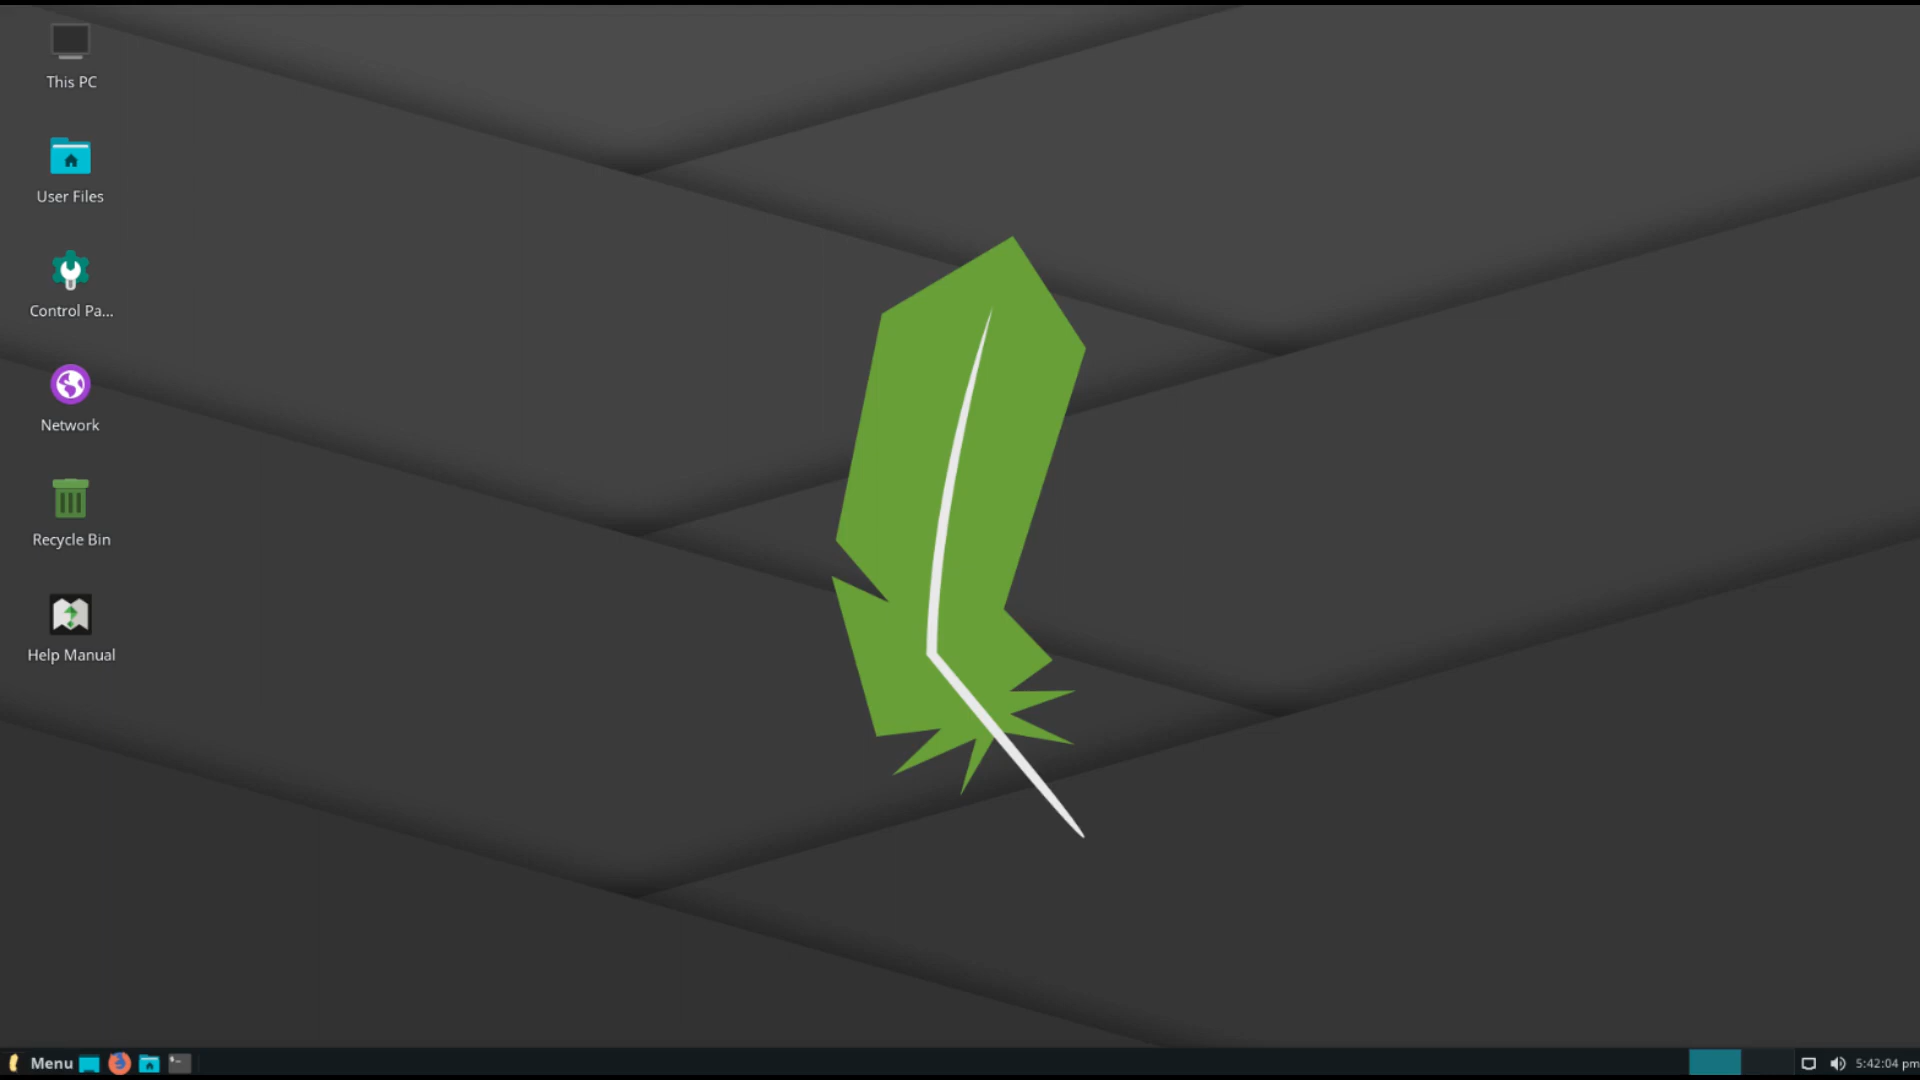 This PC
User Files
Control Pa...
Network
Recycle Bin
Help Manual
Menu
5:42:04 pm